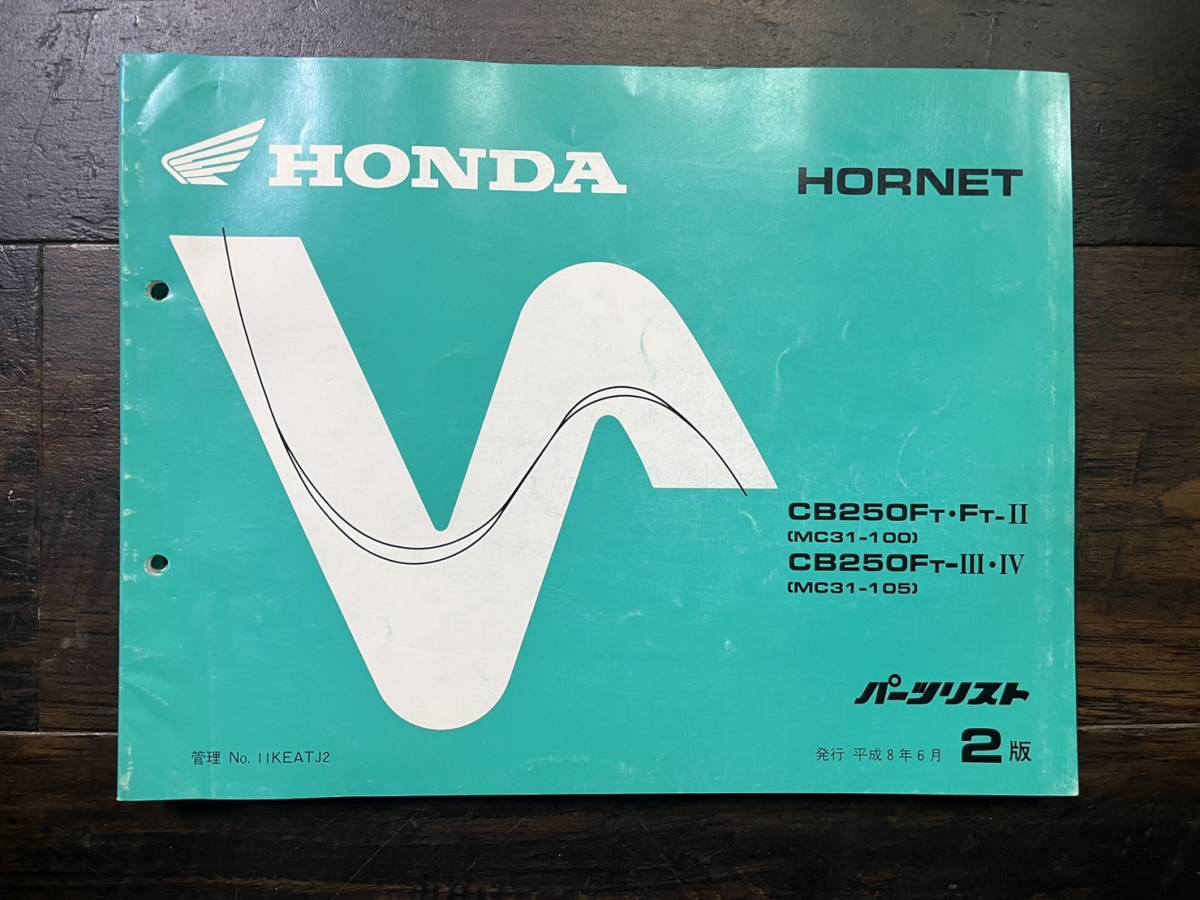 HONDA
HORNET
CB250FT・FT-II
(MC31-100)
CB250FT-III・IV
(MC31-105)
パーツリスト
管理 No. 11KEATJ2
発行 平成8年6月 2版